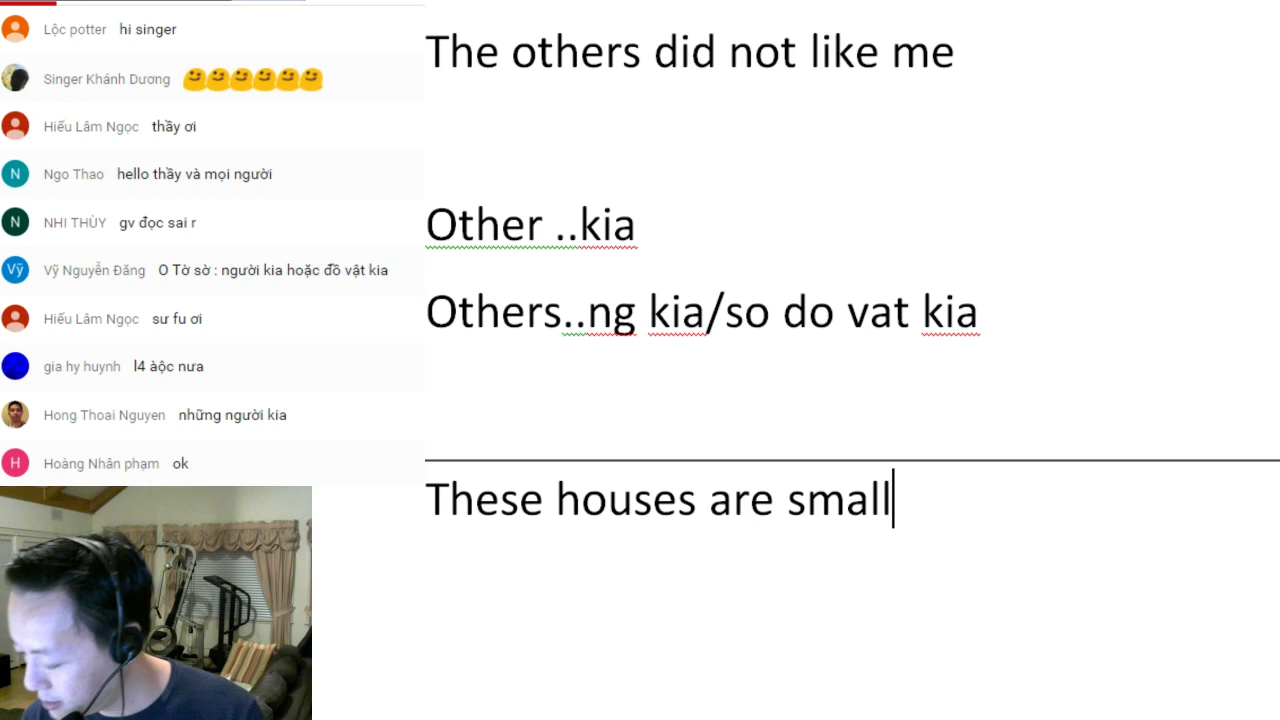 Lộc potter hi singer
Singer Khánh Dương
Hiếu Lâm Ngọc thầy ơi
N Ngo Thao hello thầy và mọi người
N NHI THÙY gv đọc sai r
Vỹ Vỹ Nguyễn Đăng O Tờ sờ : người kia hoặc đồ vật kia
Hiếu Lâm Ngọc sư fu ơi
gia hy huynh l4 àộc nưa
Hong Thoai Nguyen những người kia
H Hoàng Nhân phạm ok
The others did not like me
Other ..kia
Others..ng kia/so do vat kia
These houses are small